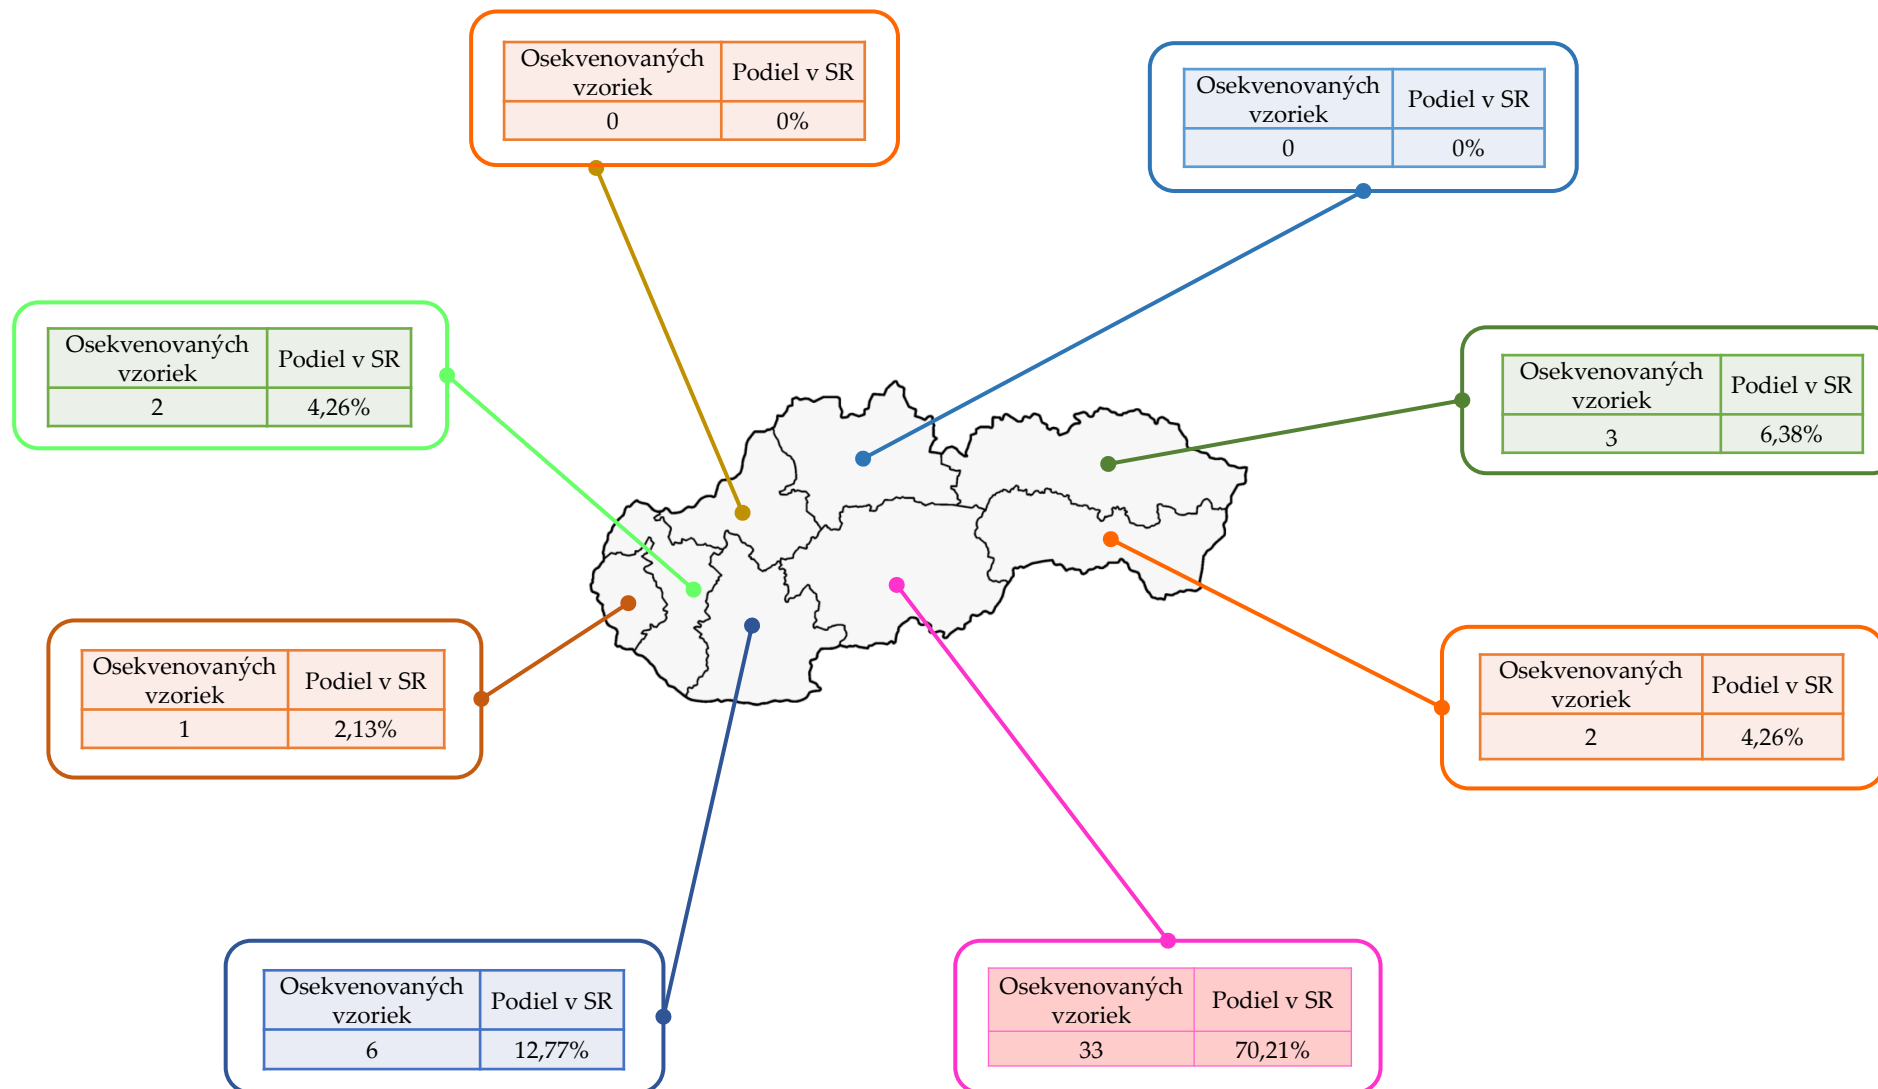 Osekvenovaných
vzoriek
Podiel v SR
0
0%
Osekvenovaných
vzoriek
Podiel v SR
0
0%
Osekvenovaných
vzoriek
Podiel v SR
2
4,26%
Osekvenovaných
vzoriek
Podiel v SR
3
6,38%
Osekvenovaných
vzoriek
Podiel v SR
1
2,13%
Osekvenovaných
vzoriek
Podiel v SR
2
4,26%
Osekvenovaných
vzoriek
Podiel v SR
6
12,77%
Osekvenovaných
vzoriek
Podiel v SR
33
70,21%